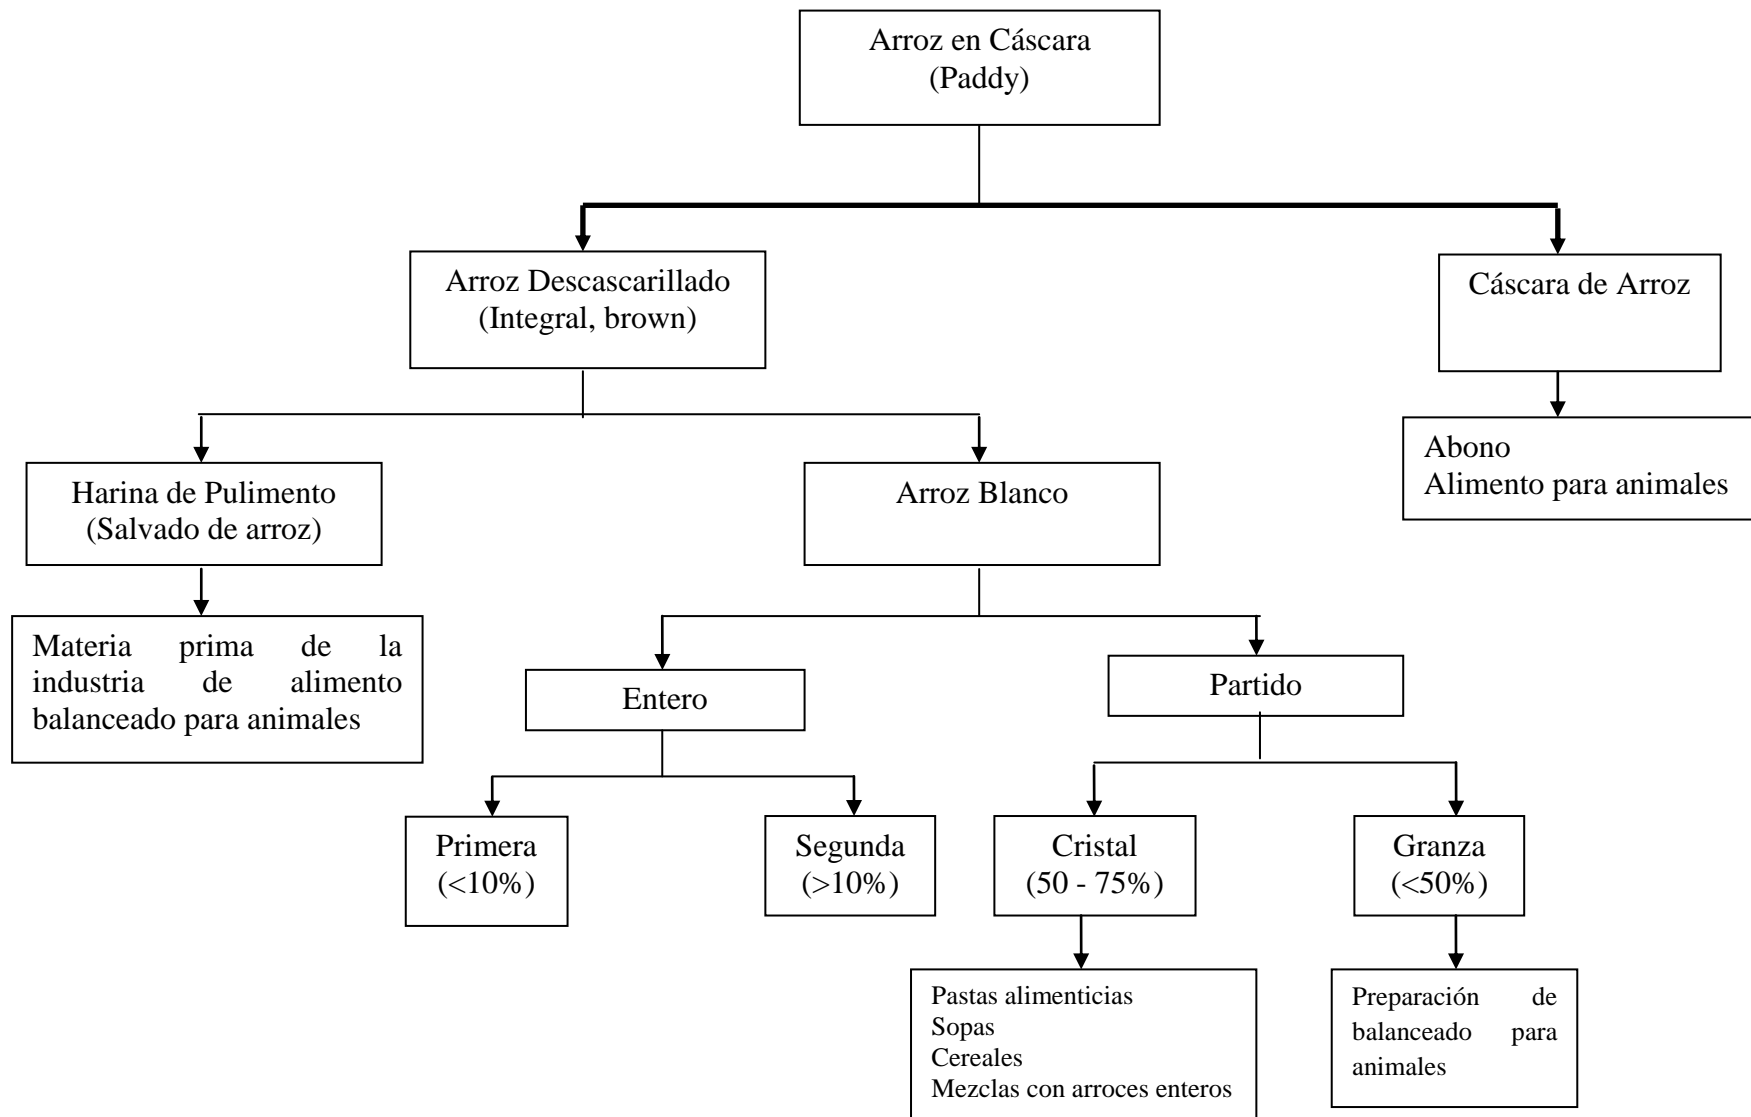 Arroz en Cáscara
(Paddy)
Arroz Descascarillado
(Integral, brown)
Cáscara de Arroz
Abono
Alimento para animales
Harina de Pulimento
(Salvado de arroz)
Arroz Blanco
Materia prima de la
industria de alimento
balanceado para animales
Entero
Partido
Primera
(<10%)
Segunda
(>10%)
Cristal
(50 - 75%)
Granza
(<50%)
Pastas alimenticias
Sopas
Cereales
Mezclas con arroces enteros
Preparación de
balanceado para
animales